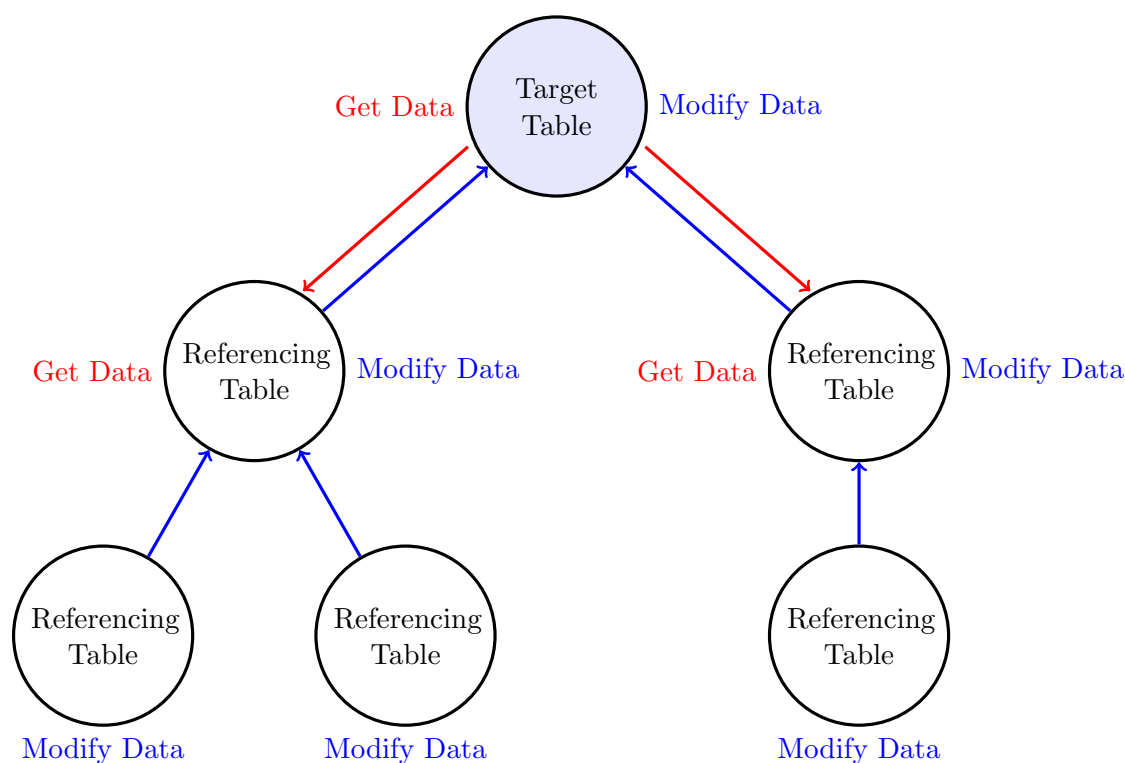 Target
Table
Get Data
Modify Data
Referencing
Table
Get Data
Modify Data
Referencing
Table
Get Data
Modify Data
Referencing
Table
Modify Data
Referencing
Table
Modify Data
Referencing
Table
Modify Data